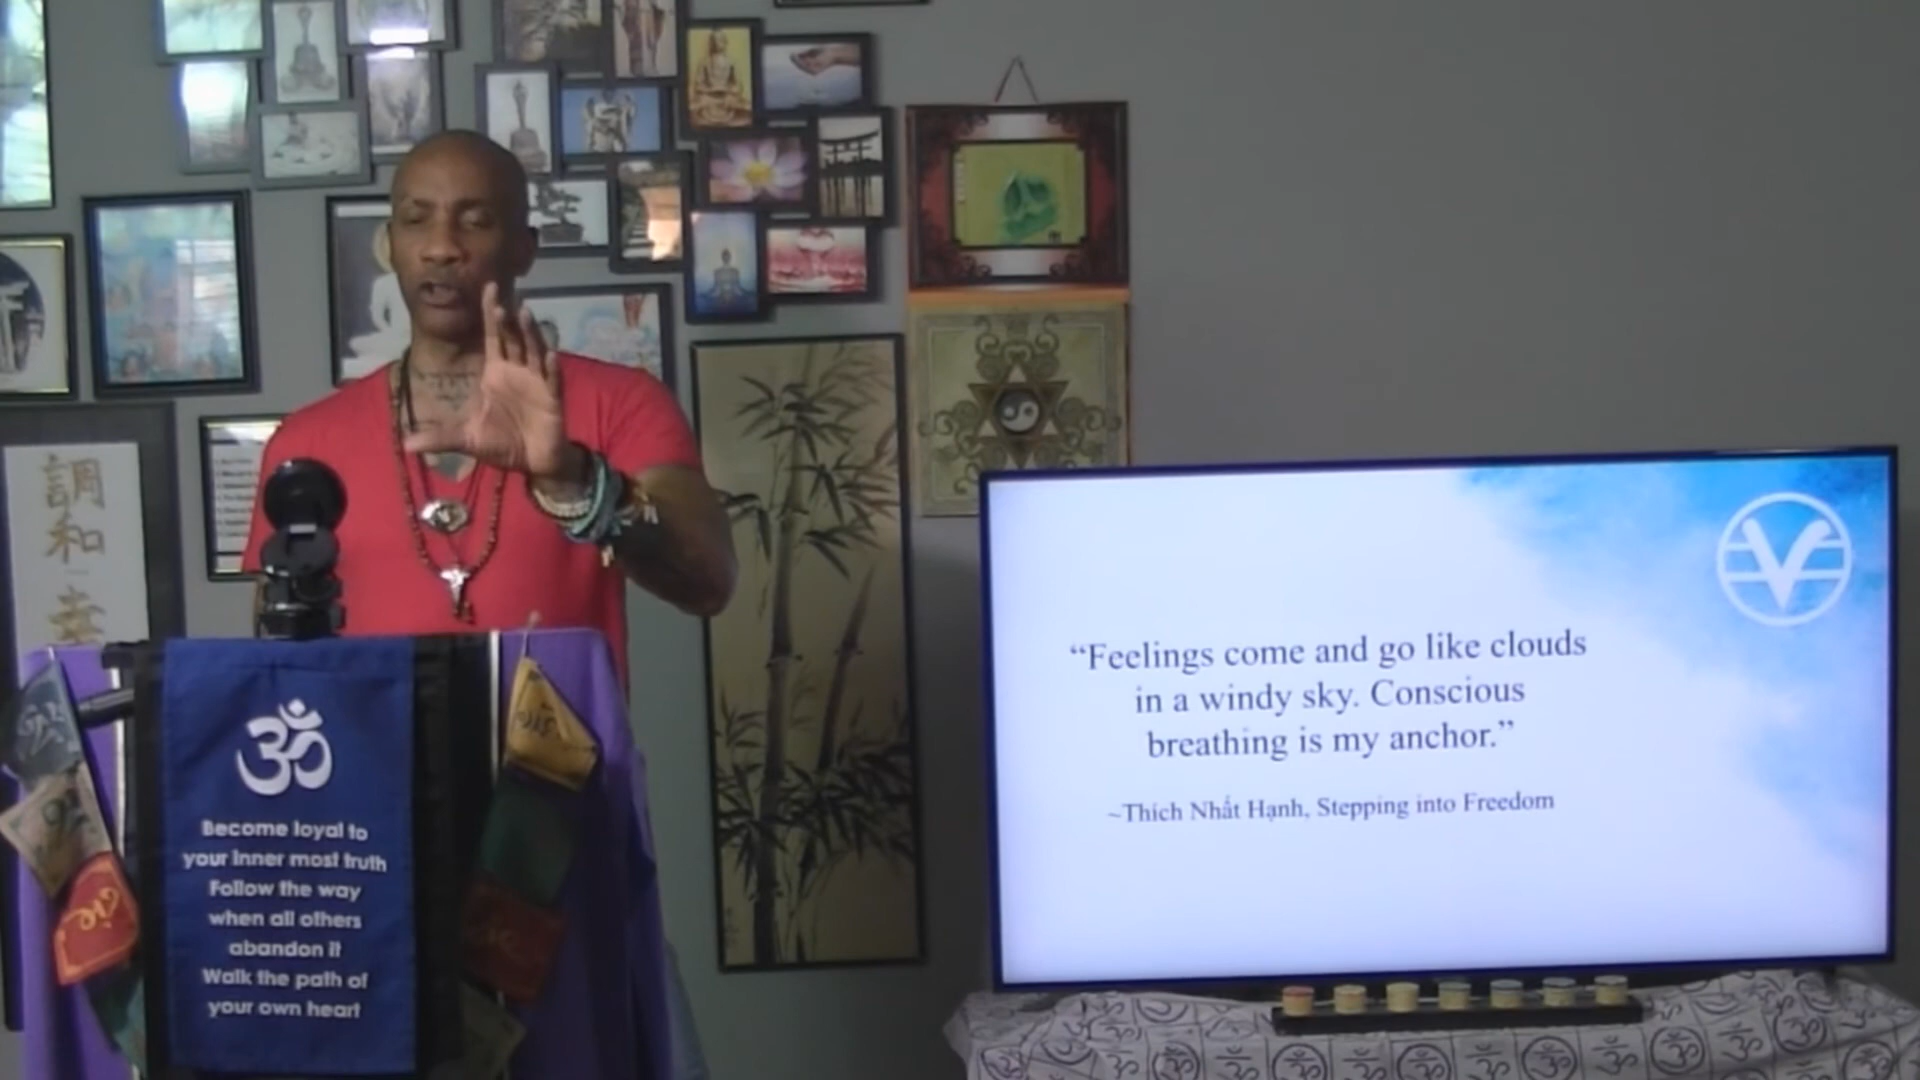 調
和
幸
ॐ
Become loyal to
your inner most truth
Follow the way
when all others
abandon it
Walk the path of
your own heart
“Feelings come and go like clouds
in a windy sky. Conscious
breathing is my anchor.”
~Thích Nhất Hạnh, Stepping into Freedom